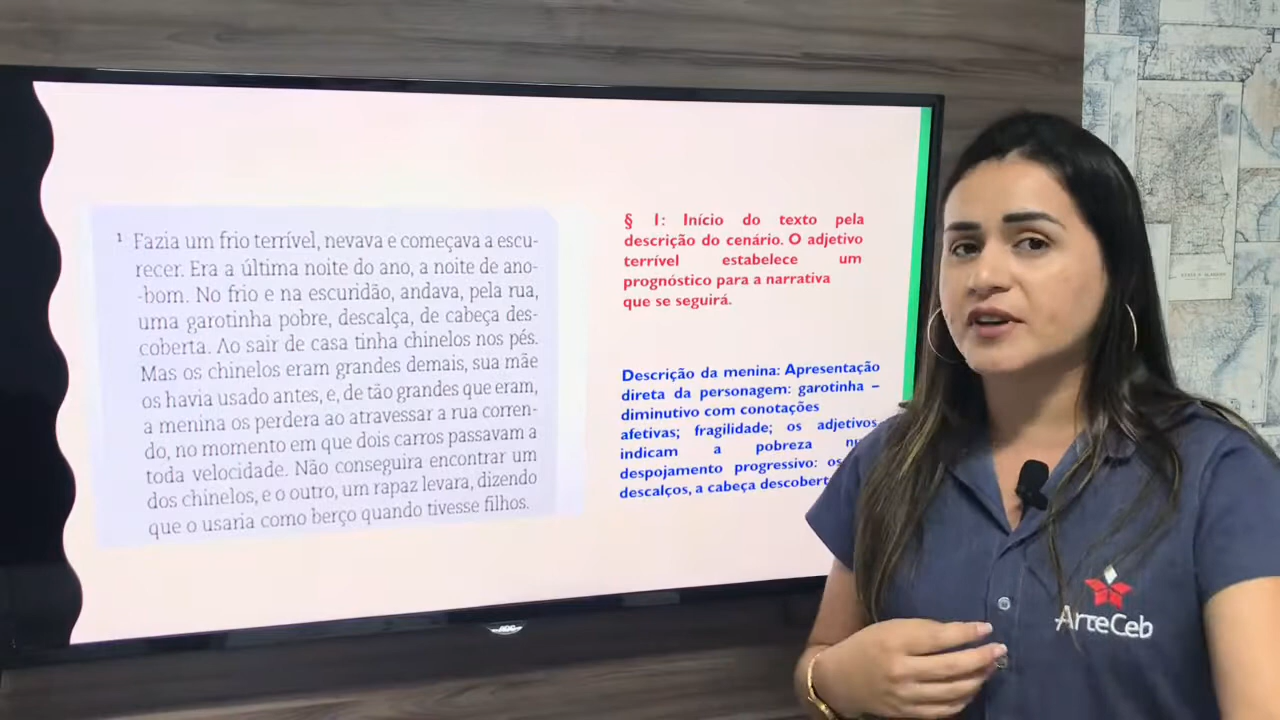 ¹ Fazia um frio terrível, nevava e começava a escu-
recer. Era a última noite do ano, a noite de ano-
-bom. No frio e na escuridão, andava, pela rua,
uma garotinha pobre, descalça, de cabeça des-
coberta. Ao sair de casa tinha chinelos nos pés.
Mas os chinelos eram grandes demais, sua mãe
os havia usado antes, e, de tão grandes que eram,
a menina os perdera ao atravessar a rua corren-
do, no momento em que dois carros passavam a
toda velocidade. Não conseguira encontrar um
dos chinelos, e o outro, um rapaz levara, dizendo
que o usaria como berço quando tivesse filhos.
§ 1: Início do texto pela
descrição do cenário. O adjetivo
terrível estabelece um
prognóstico para a narrativa
que se seguirá.
Descrição da menina: Apresentação
direta da personagem: garotinha –
diminutivo com conotações
afetivas; fragilidade; os adjetivos
indicam a pobreza
despojamento progressivo: os
descalços, a cabeça descobert
AOC
ArteCeb